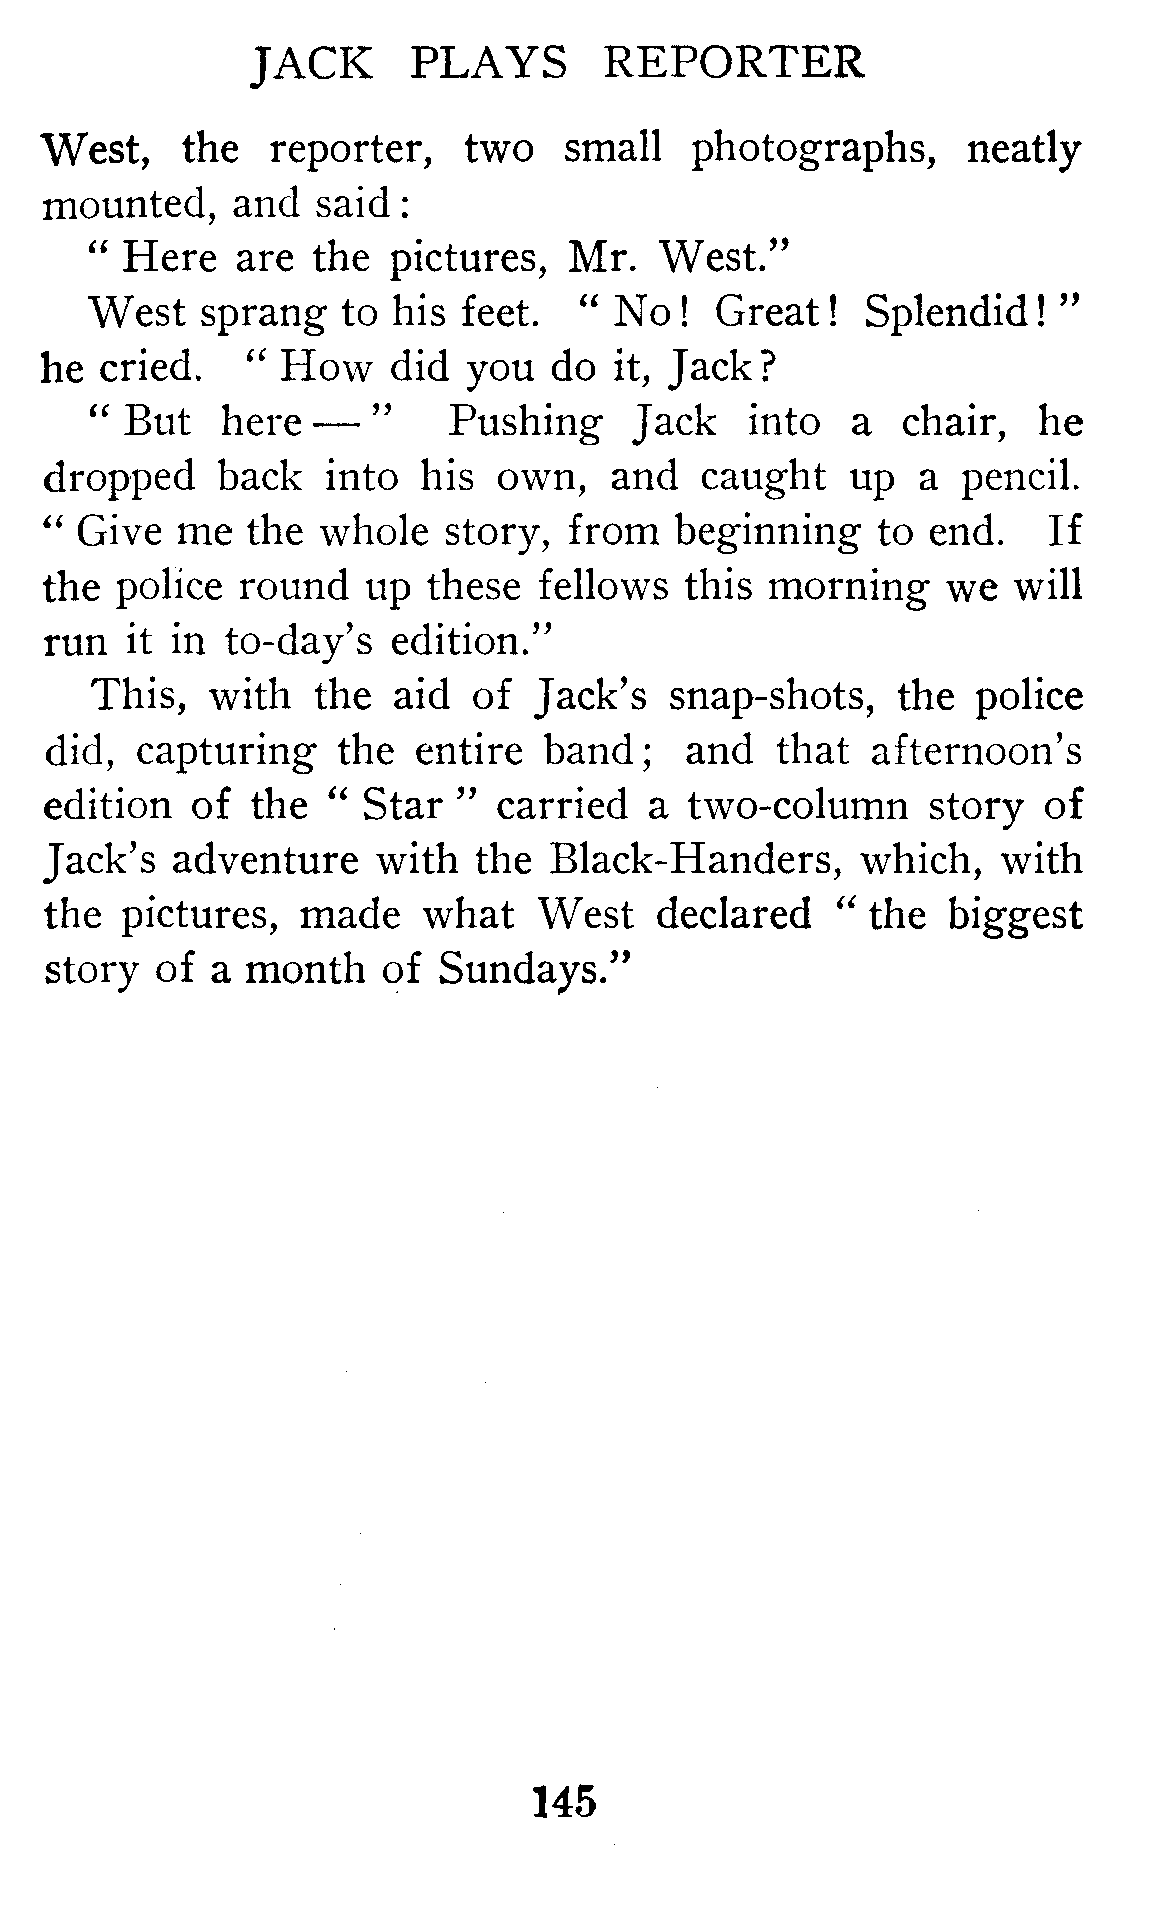 JACK PLAYS REPORTER
West, the reporter, two small photographs, neatly
mounted, and said:
“ Here are the pictures, Mr. West.”
West sprang to his feet. “ No! Great! Splendid! ”
he cried. “ How did you do it, Jack?
“ But here — ” Pushing Jack into a chair, he
dropped back into his own, and caught up a pencil.
“ Give me the whole story, from beginning to end. If
the police round up these fellows this morning we will
run it in to-day’s edition.”
This, with the aid of Jack’s snap-shots, the police
did, capturing the entire band; and that afternoon’s
edition of the “ Star ” carried a two-column story of
Jack’s adventure with the Black-Handers, which, with
the pictures, made what West declared “ the biggest
story of a month of Sundays.”
145